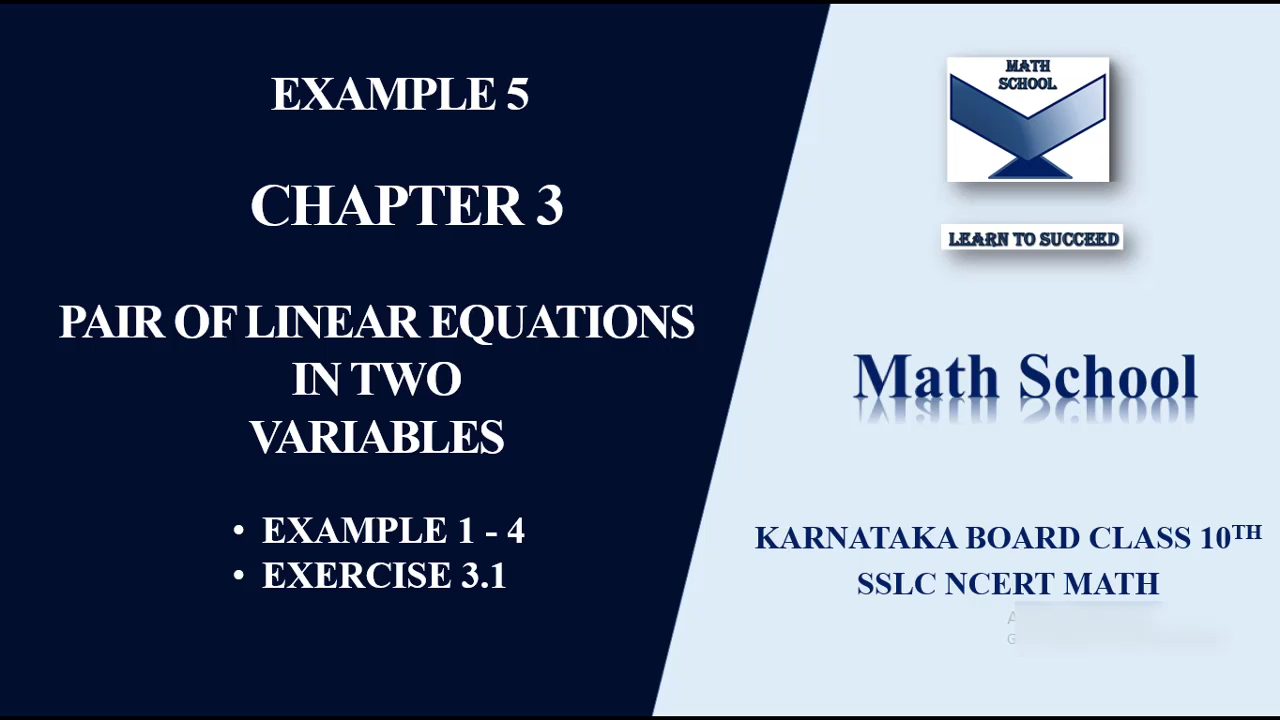 EXAMPLE 5
CHAPTER 3
PAIR OF LINEAR EQUATIONS
IN TWO
VARIABLES
• EXAMPLE 1 - 4
• EXERCISE 3.1
MATH
SCHOOL
LEARN TO SUCCEED
Math School
KARNATAKA BOARD CLASS 10TH
SSLC NCERT MATH